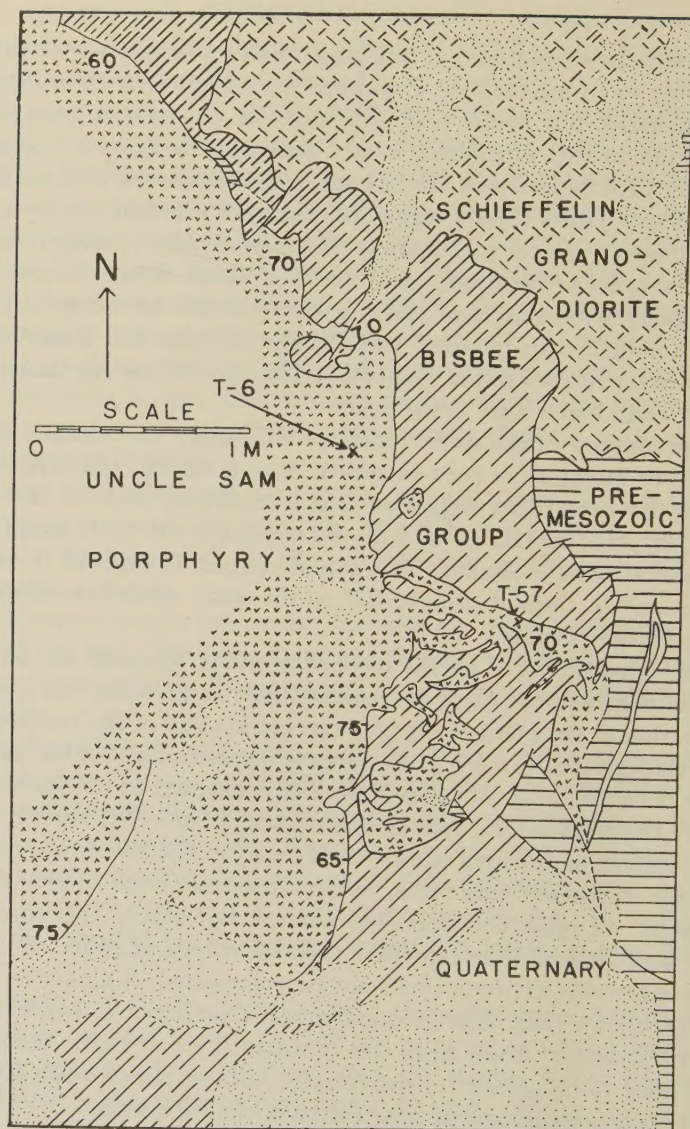 60
SCHIEFFELIN
GRANO-
DIORITE
70
N
70
BISBEE
T-6
SCALE
0 1M
UNCLE SAM
PRE-
MESOZOIC
PORPHYRY
GROUP
T-57
70
75
65
75
QUATERNARY